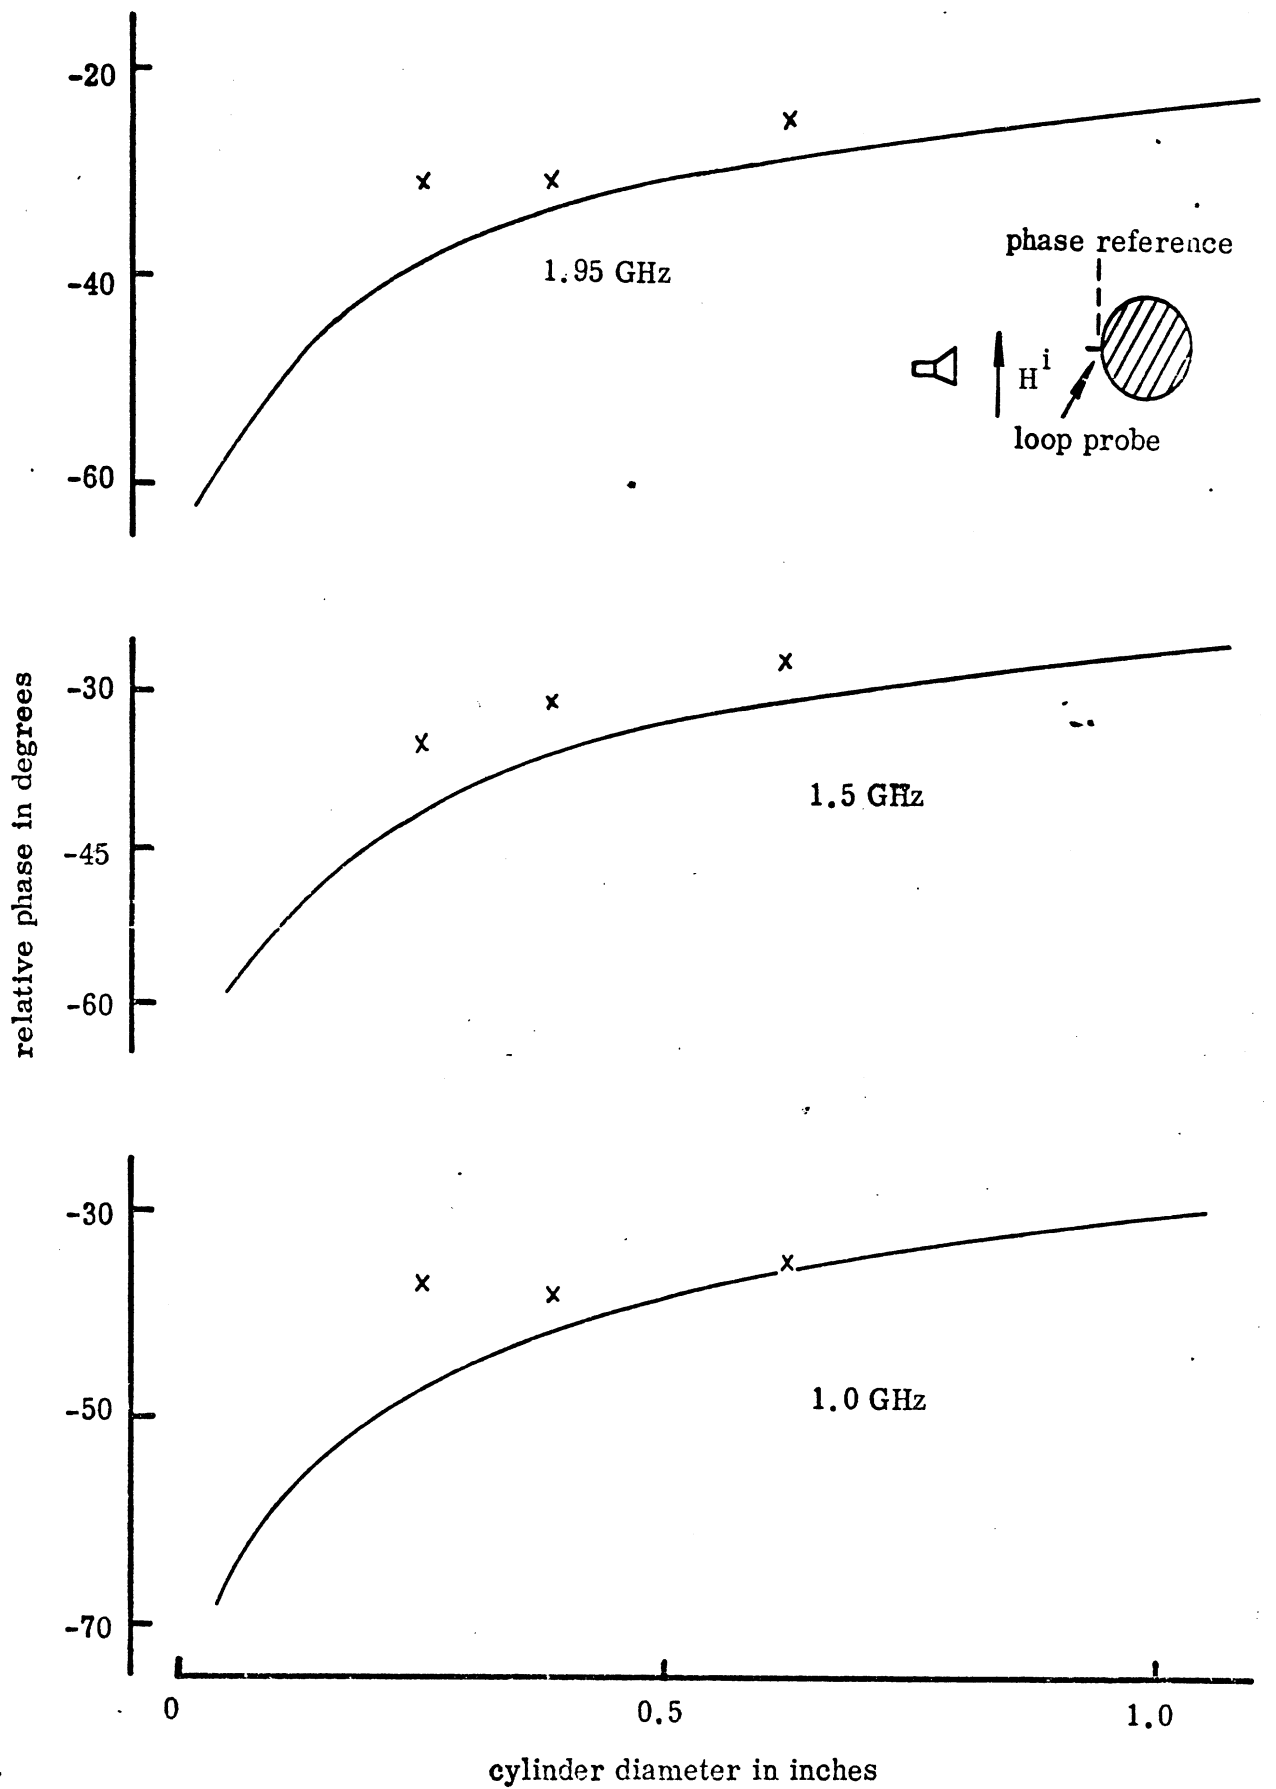 -20
-40
-60
1.95 GHz
phase reference
H i
loop probe
relative phase in degrees
-30
-45
-60
1.5 GHz
-30
-50
-70
1.0 GHz
0 0.5 1.0
cylinder diameter in inches